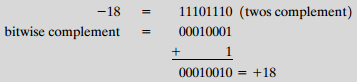 −18 = 11101110 (twos complement)
bitwise complement = 00010001
+ 1
00010010 = +18